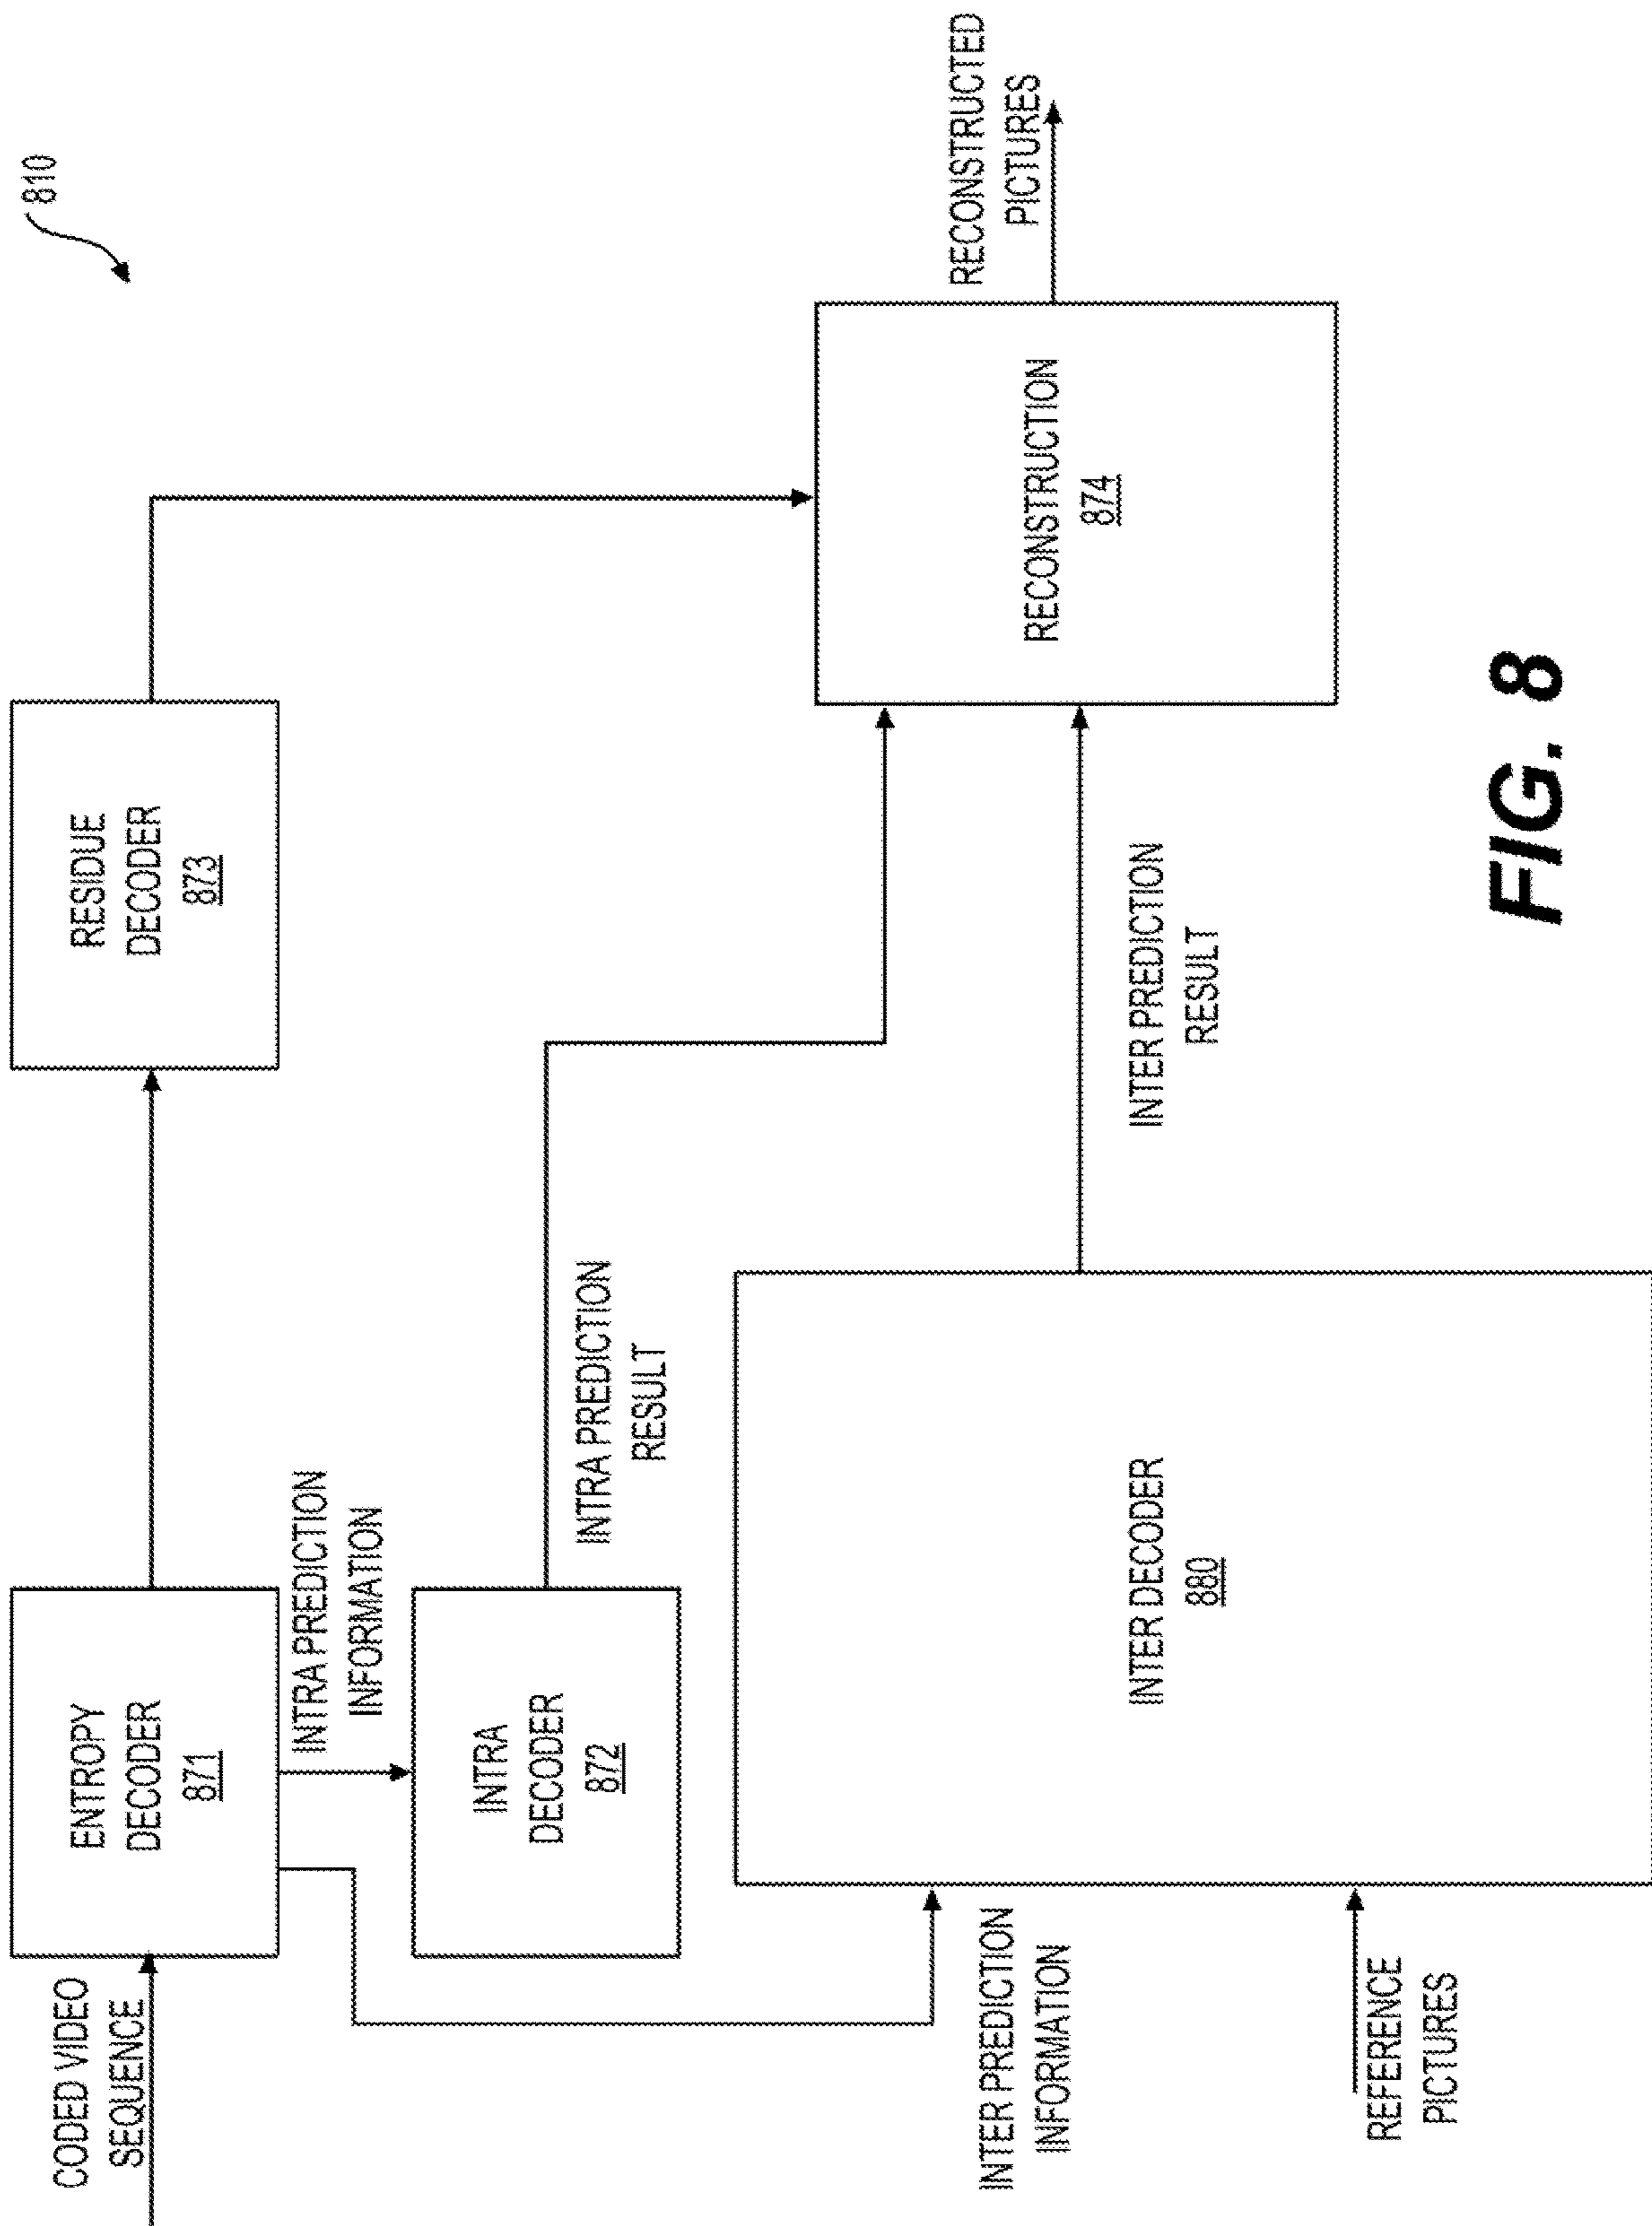 810
CODED VIDEO
SEQUENCE
ENTROPY
DECODER
871
RESIDUE
DECODER
873
INTRA PREDICTION
INFORMATION
INTRA
DECODER
872
INTRA PREDICTION
RESULT
RECONSTRUCTED
PICTURES
RECONSTRUCTION
874
INTER PREDICTION
INFORMATION
INTER DECODER
880
INTER PREDICTION
RESULT
REFERENCE
PICTURES
FIG. 8